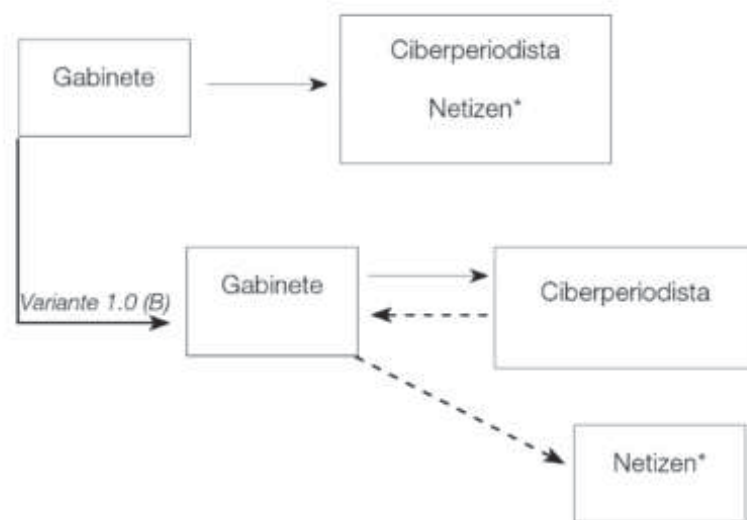 Gabinete
Ciberperiodista
Netizen*
Variante 1.0 (B)
Gabinete
Ciberperiodista
Netizen*